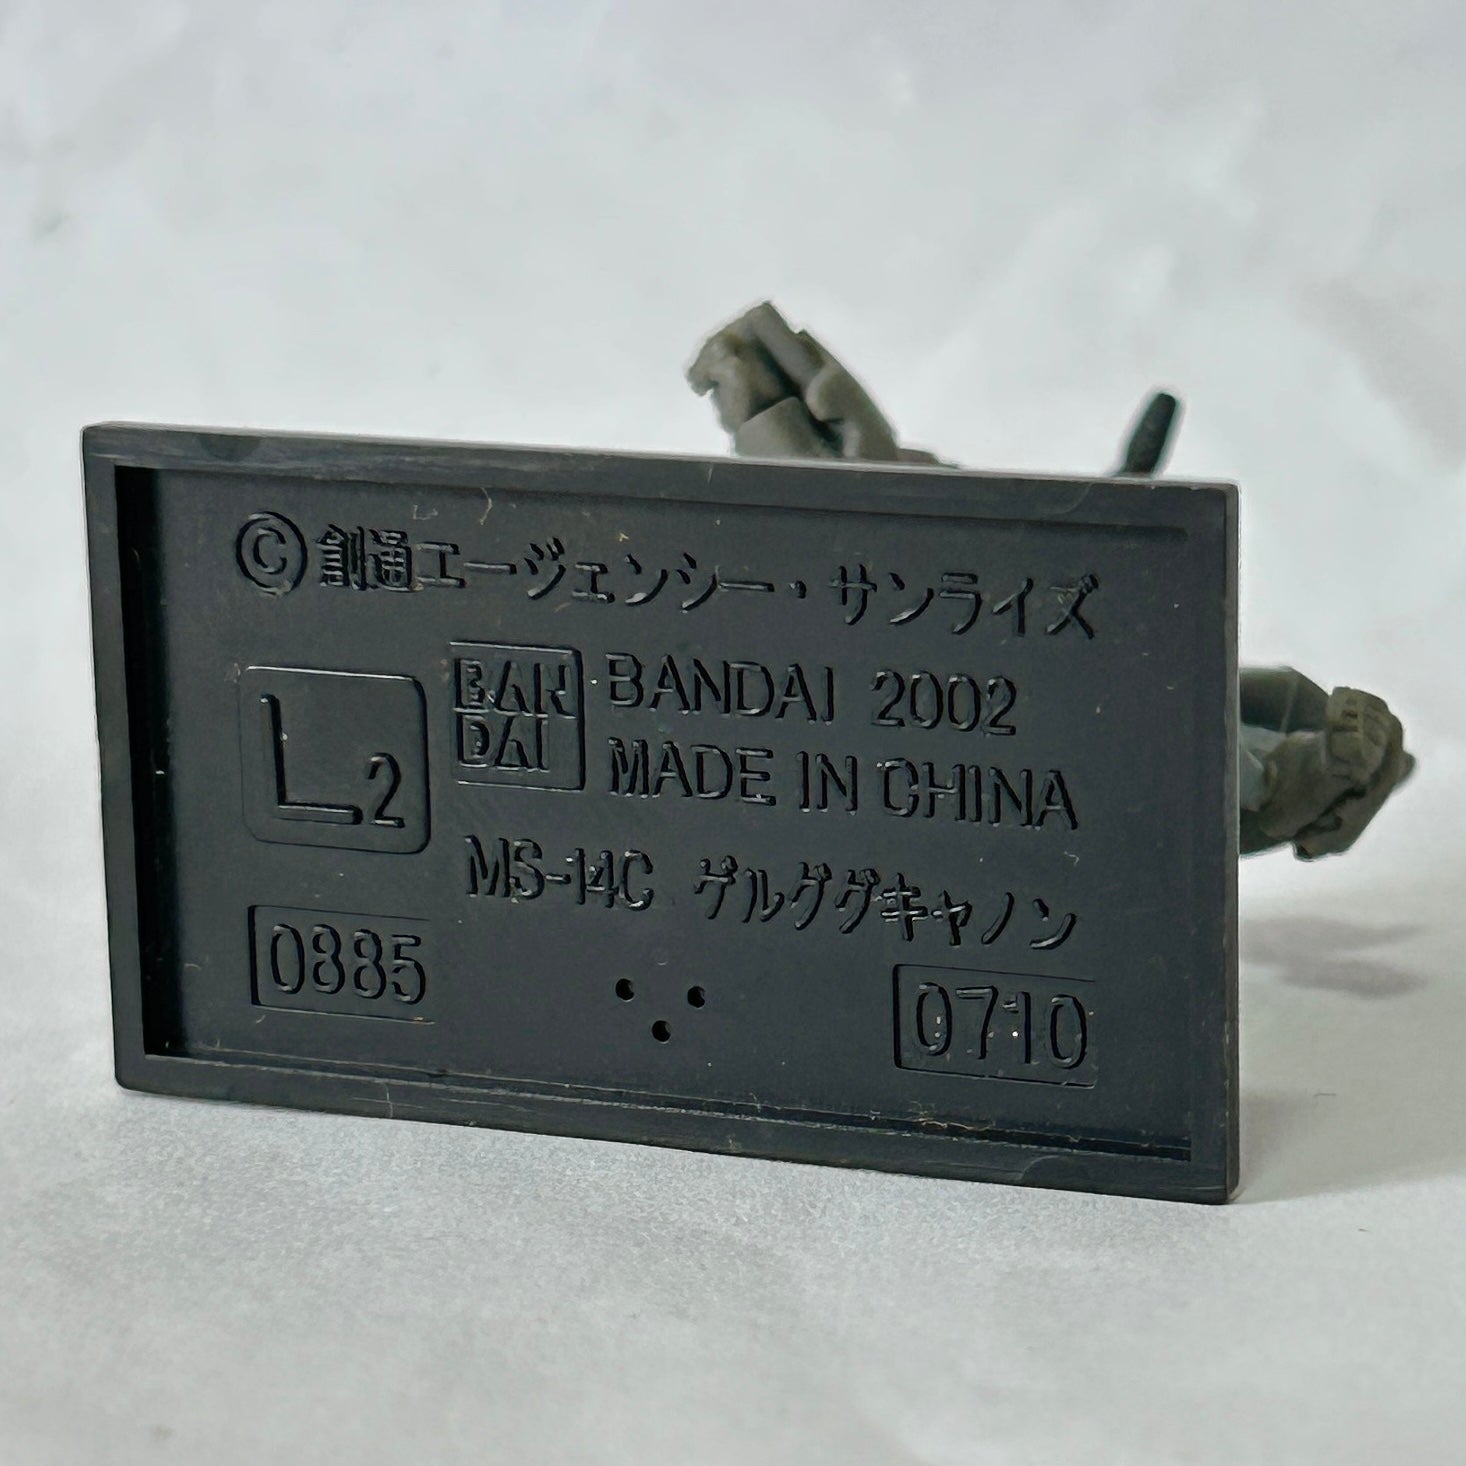 ©創通エージェンシー・サンライズ
L2
BANDAI
BANDAI 2002
MADE IN CHINA
MS-14C ゲルググキャノン
0885
0710